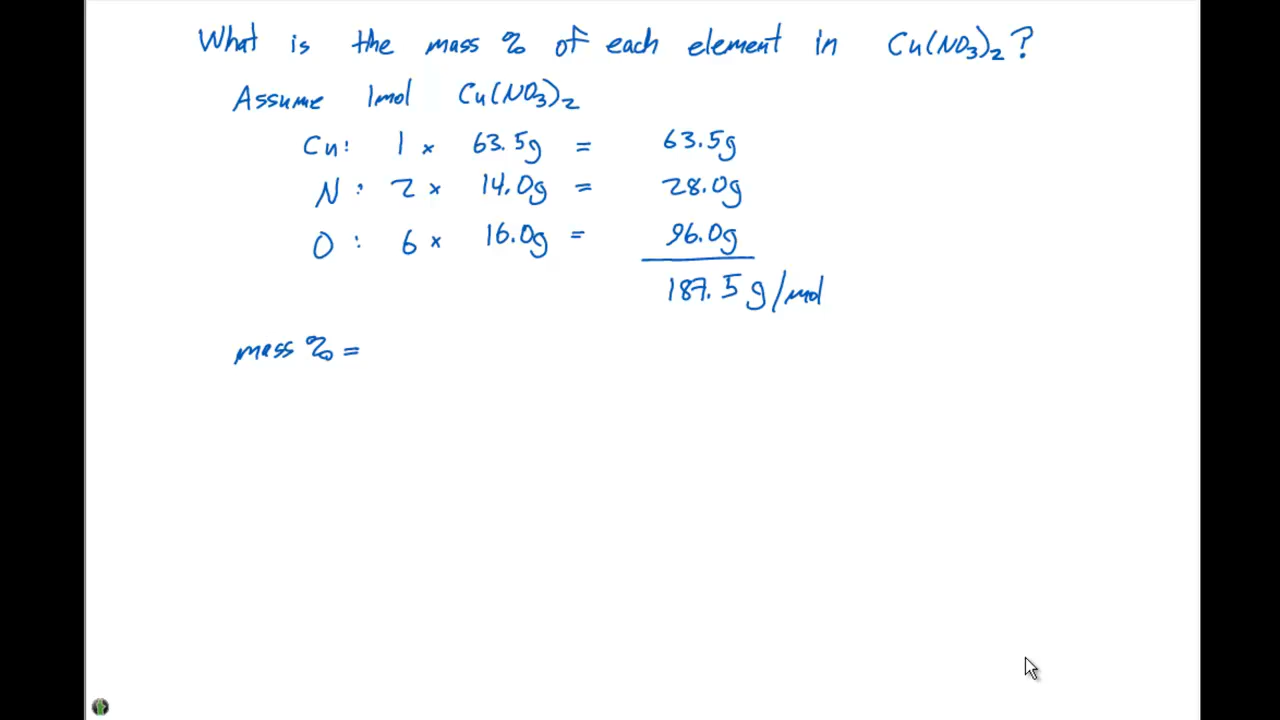 What is the mass % of each element in Cu(NO₃)₂?
Assume 1mol Cu(NO₃)₂
Cu: 1 × 63.5g = 63.5g
N: 2 × 14.0g = 28.0g
O: 6 × 16.0g = 96.0g
187.5 g/mol
mass % =